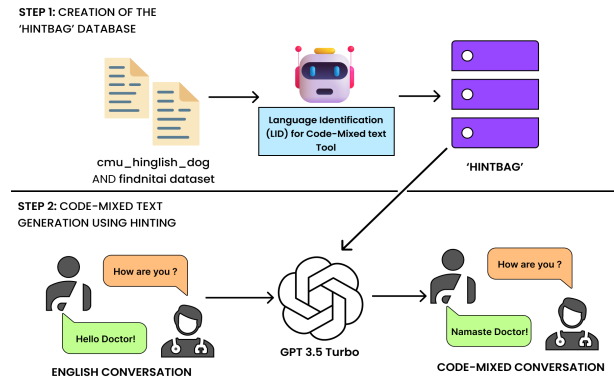 STEP 1: CREATION OF THE
'HINTBAG' DATABASE
Language Identification
(LID) for Code-Mixed text
Tool
cmu_hinglish_dog
AND findnitai dataset
'HINTBAG'
STEP 2: CODE-MIXED TEXT
GENERATION USING HINTING
How are you ?
Hello Doctor!
ENGLISH CONVERSATION
GPT 3.5 Turbo
How are you ?
Namaste Doctor!
CODE-MIXED CONVERSATION